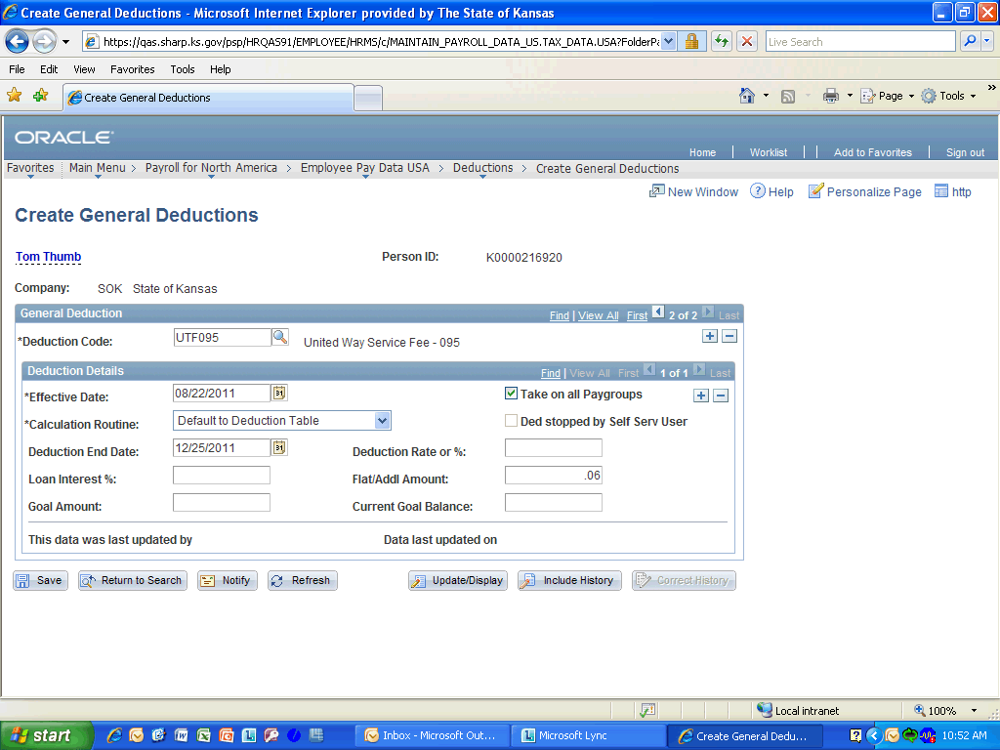 Create General Deductions - Microsoft Internet Explorer provided by The State of Kansas
https://qas.sharp.ks.gov/psp/HRQAS91/EMPLOYEE/HRMS/c/MAINTAIN_PAYROLL_DATA_US.TAX_DATA.USA?FolderPa
Live Search
File Edit View Favorites Tools Help
Create General Deductions
Page Tools »
ORACLE
Home Worklist Add to Favorites Sign out
Favorites Main Menu > Payroll for North America > Employee Pay Data USA > Deductions > Create General Deductions
New Window ? Help Personalize Page http
Create General Deductions
Tom Thumb Person ID: K0000216920
Company: SOK State of Kansas
General Deduction Find | View All First 2 of 2 Last
*Deduction Code: UTF095 United Way Service Fee - 095
Deduction Details Find | View All First 1 of 1 Last
*Effective Date: 08/22/2011 31 Take on all Paygroups
*Calculation Routine: Default to Deduction Table Ded stopped by Self Serv User
Deduction End Date: 12/25/2011 31 Deduction Rate or %:
Loan Interest %: Flat/Addl Amount: .06
Goal Amount: Current Goal Balance:
This data was last updated by Data last updated on
Save Return to Search Notify Refresh Update/Display Include History Correct History
Local intranet 100%
start Inbox - Microsoft Out... Microsoft Lync Create General Dedu... 10:52 AM